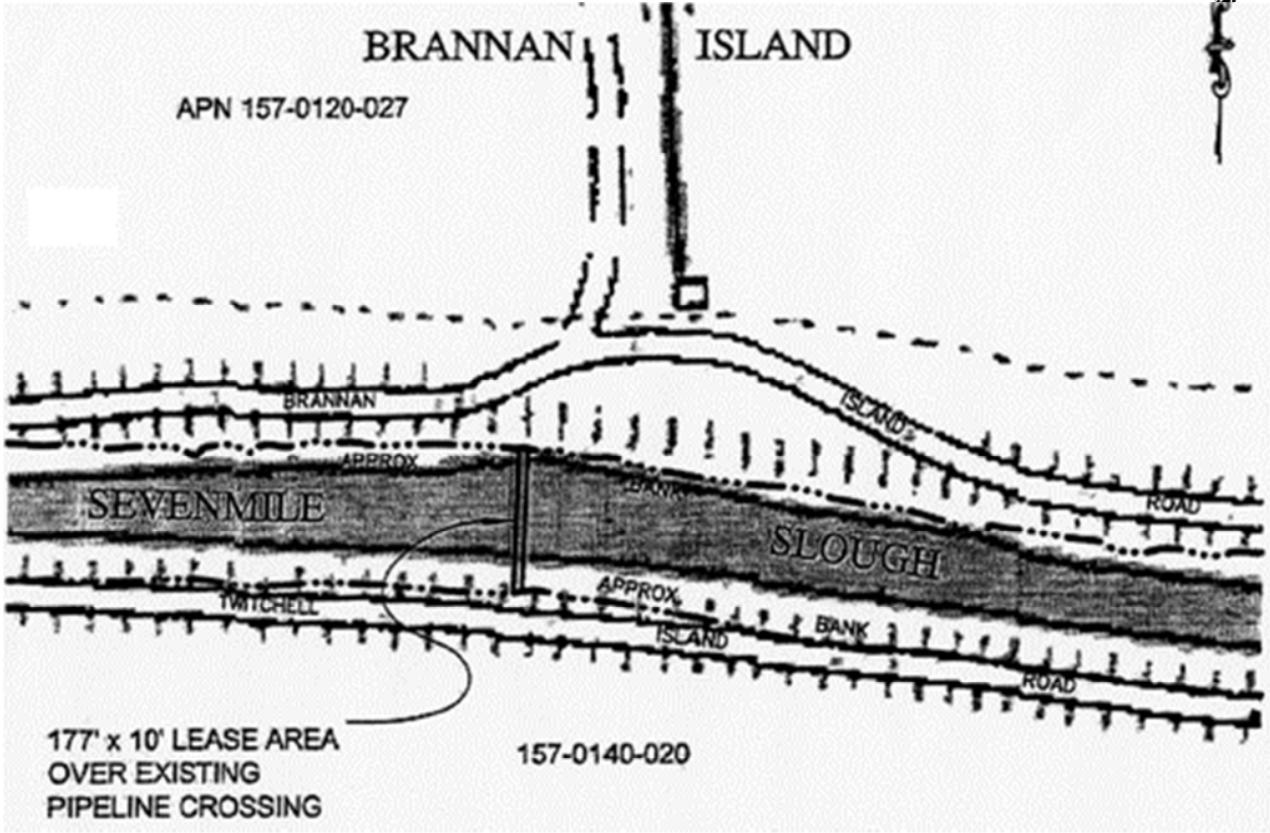 BRANNAN ISLAND
APN 157-0120-027
BRANNAN ISLAND ROAD
APPROX BANK
SEVENMILE SLOUGH
APPROX BANK
TWITCHELL ISLAND ROAD
177' x 10' LEASE AREA
OVER EXISTING
PIPELINE CROSSING
157-0140-020